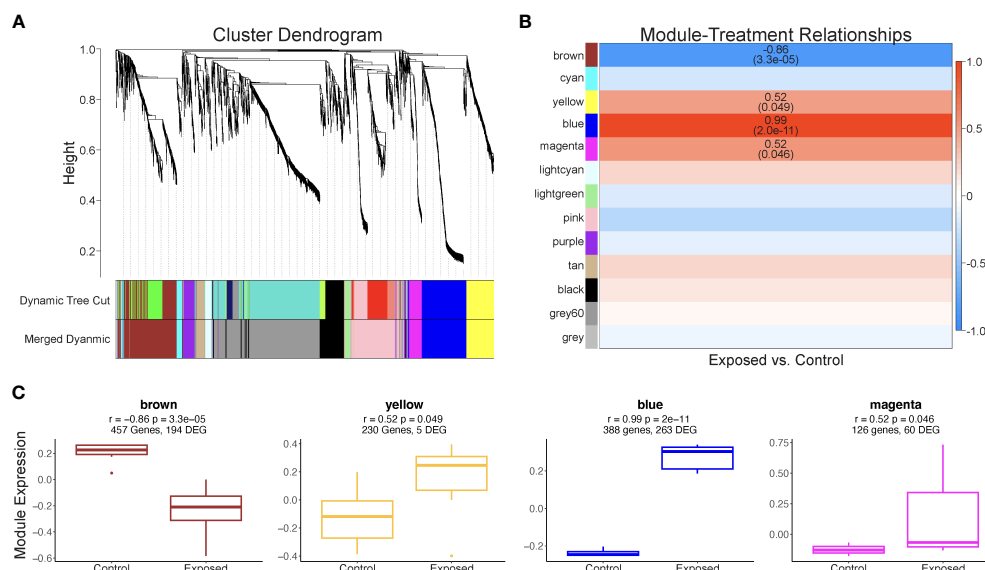 A
Cluster Dendrogram
Height
1.0
0.8
0.6
0.4
0.2
Dynamic Tree Cut
Merged Dyanmic
B
Module-Treatment Relationships
brown
-0.86
(3.3e-05)
cyan
yellow
0.52
(0.049)
blue
0.99
(2.0e-11)
magenta
0.52
(0.046)
lightcyan
lightgreen
pink
purple
tan
black
grey60
grey
1.0
0.5
0
-0.5
-1.0
Exposed vs. Control
C
Module Expression
brown
r = −0.86 p = 3.3e−05
457 Genes, 194 DEG
0.2
−0.2
−0.6
Control Exposed
yellow
r = 0.52 p = 0.049
230 Genes, 5 DEG
0.4
0.2
0.0
−0.2
−0.4
Control Exposed
blue
r = 0.99 p = 2e−11
388 genes, 263 DEG
0.2
0.0
−0.2
Control Exposed
magenta
r = 0.52 p = 0.046
126 genes, 60 DEG
0.75
0.50
0.25
0.00
Control Exposed